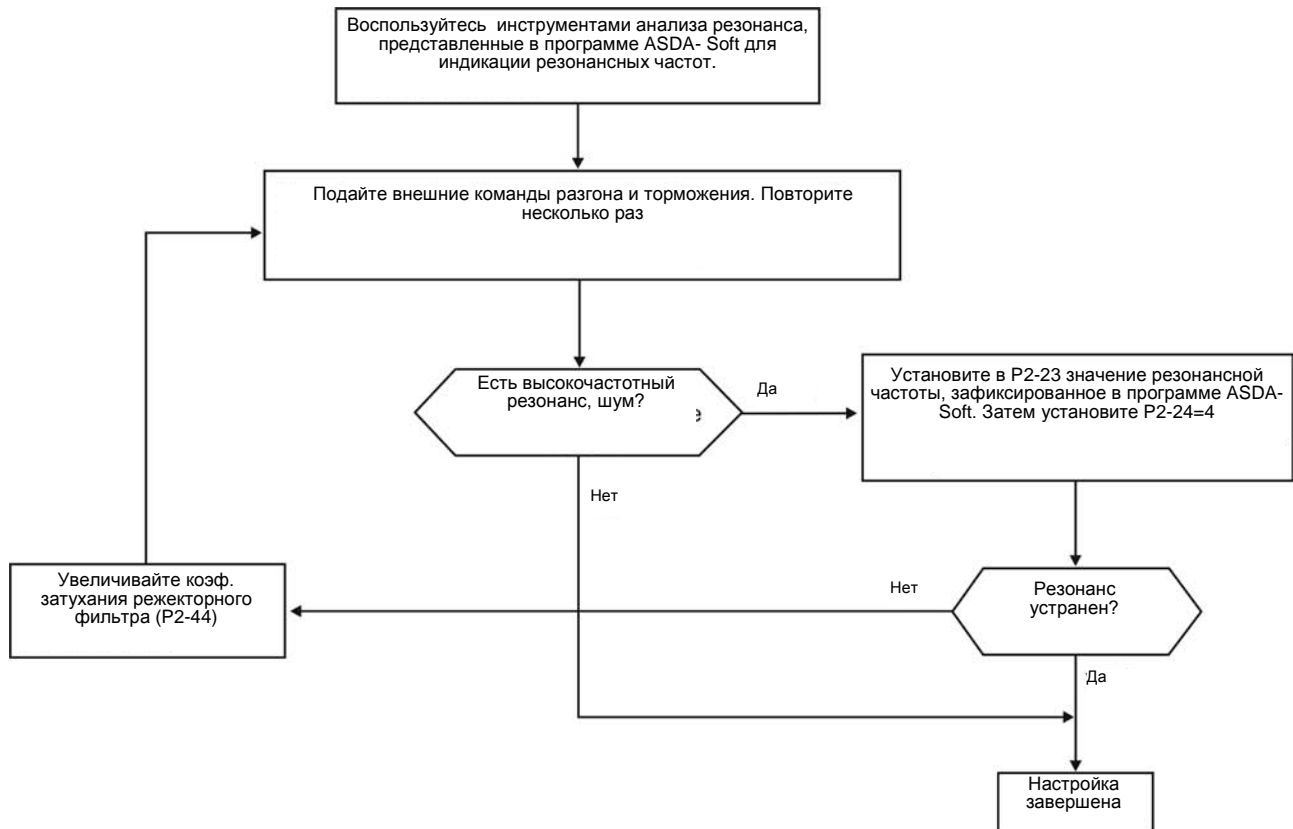 Воспользуйтесь инструментами анализа резонанса,
представленные в программе ASDA- Soft для
индикации резонансных частот.
Подайте внешние команды разгона и торможения. Повторите
несколько раз
Есть высокочастотный
резонанс, шум?
Да
Установите в P2-23 значение резонансной
частоты, зафиксированное в программе ASDA-
Soft. Затем установите P2-24=4
Нет
Увеличивайте коэф.
затухания режекторного
фильтра (P2-44)
Нет
Резонанс
устранен?
Да
Настройка
завершена